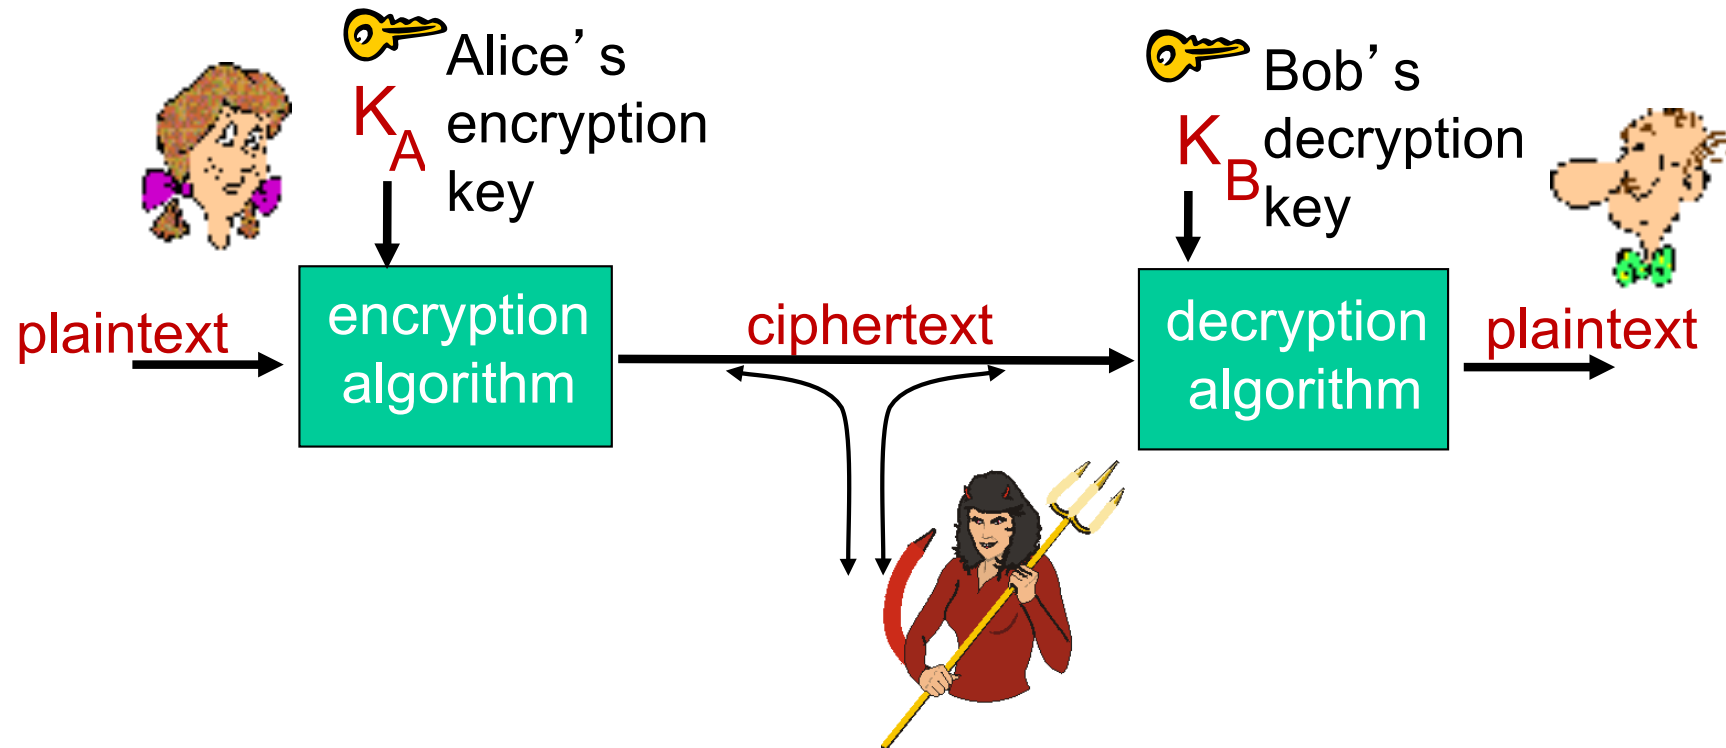 Alice’s
encryption
key
K
A
Bob’s
decryption
key
K
B
plaintext
encryption
algorithm
ciphertext
decryption
algorithm
plaintext